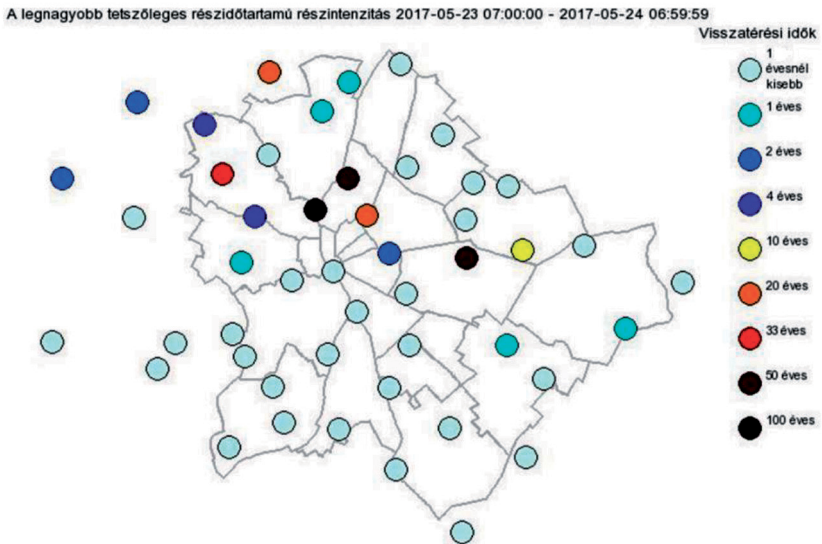 A legnagyobb tetszőleges részidőtartamú részintenzitás 2017-05-23 07:00:00 - 2017-05-24 06:59:59
Visszatérési idők
1
évesnél
kisebb
1 éves
2 éves
4 éves
10 éves
20 éves
33 éves
50 éves
100 éves